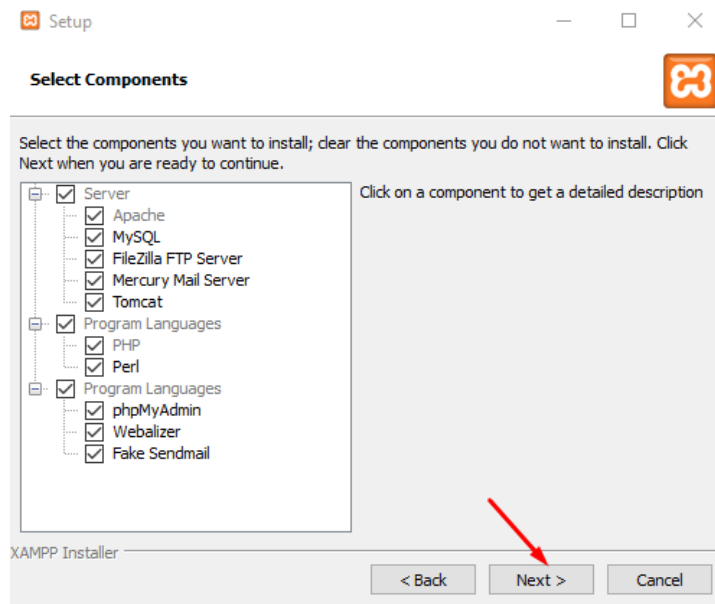 Setup
Select Components
Select the components you want to install; clear the components you do not want to install. Click
Next when you are ready to continue.
Server
Apache
MySQL
FileZilla FTP Server
Mercury Mail Server
Tomcat
Program Languages
PHP
Perl
Program Languages
phpMyAdmin
Webalizer
Fake Sendmail
Click on a component to get a detailed description
XAMPP Installer
< Back
Next >
Cancel